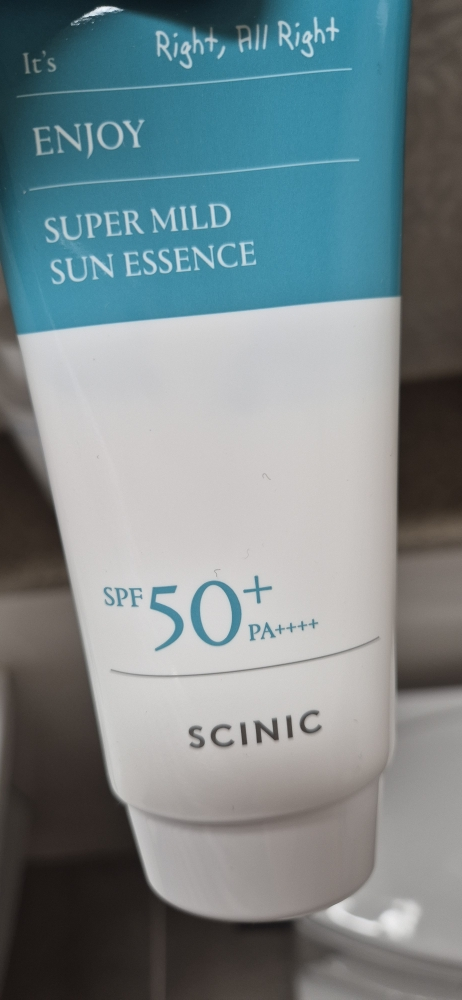 It's Right, All Right
ENJOY
SUPER MILD
SUN ESSENCE
SPF 50+
PA++++
SCINIC